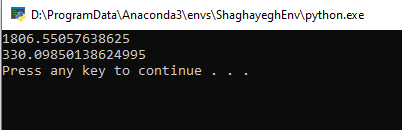 D:\ProgramData\Anaconda3\envs\ShaghayeghEnv\python.exe
1806.55057638625
330.09850138624995
Press any key to continue . . .